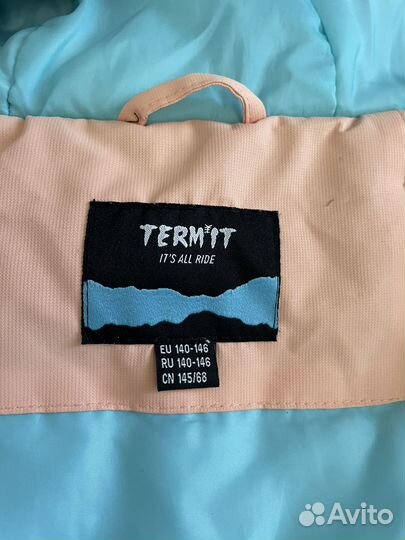 TERMIT
IT'S ALL RIDE
EU 140-146
RU 140-146
CN 145/68
Avito